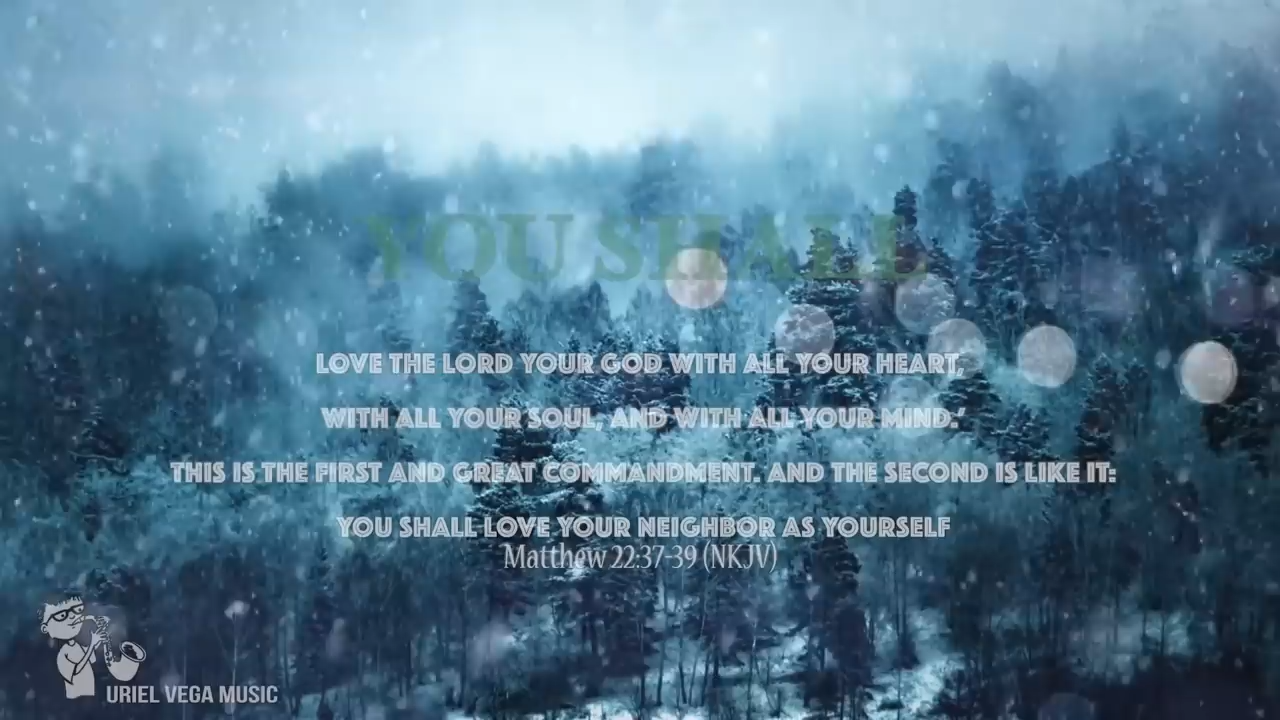 YOU SHALL
LOVE THE LORD YOUR GOD WITH ALL YOUR HEART,
WITH ALL YOUR SOUL, AND WITH ALL YOUR MIND.’
THIS IS THE FIRST AND GREAT COMMANDMENT. AND THE SECOND IS LIKE IT:
YOU SHALL LOVE YOUR NEIGHBOR AS YOURSELF
Matthew 22:37-39 (NKJV)
URIEL VEGA MUSIC